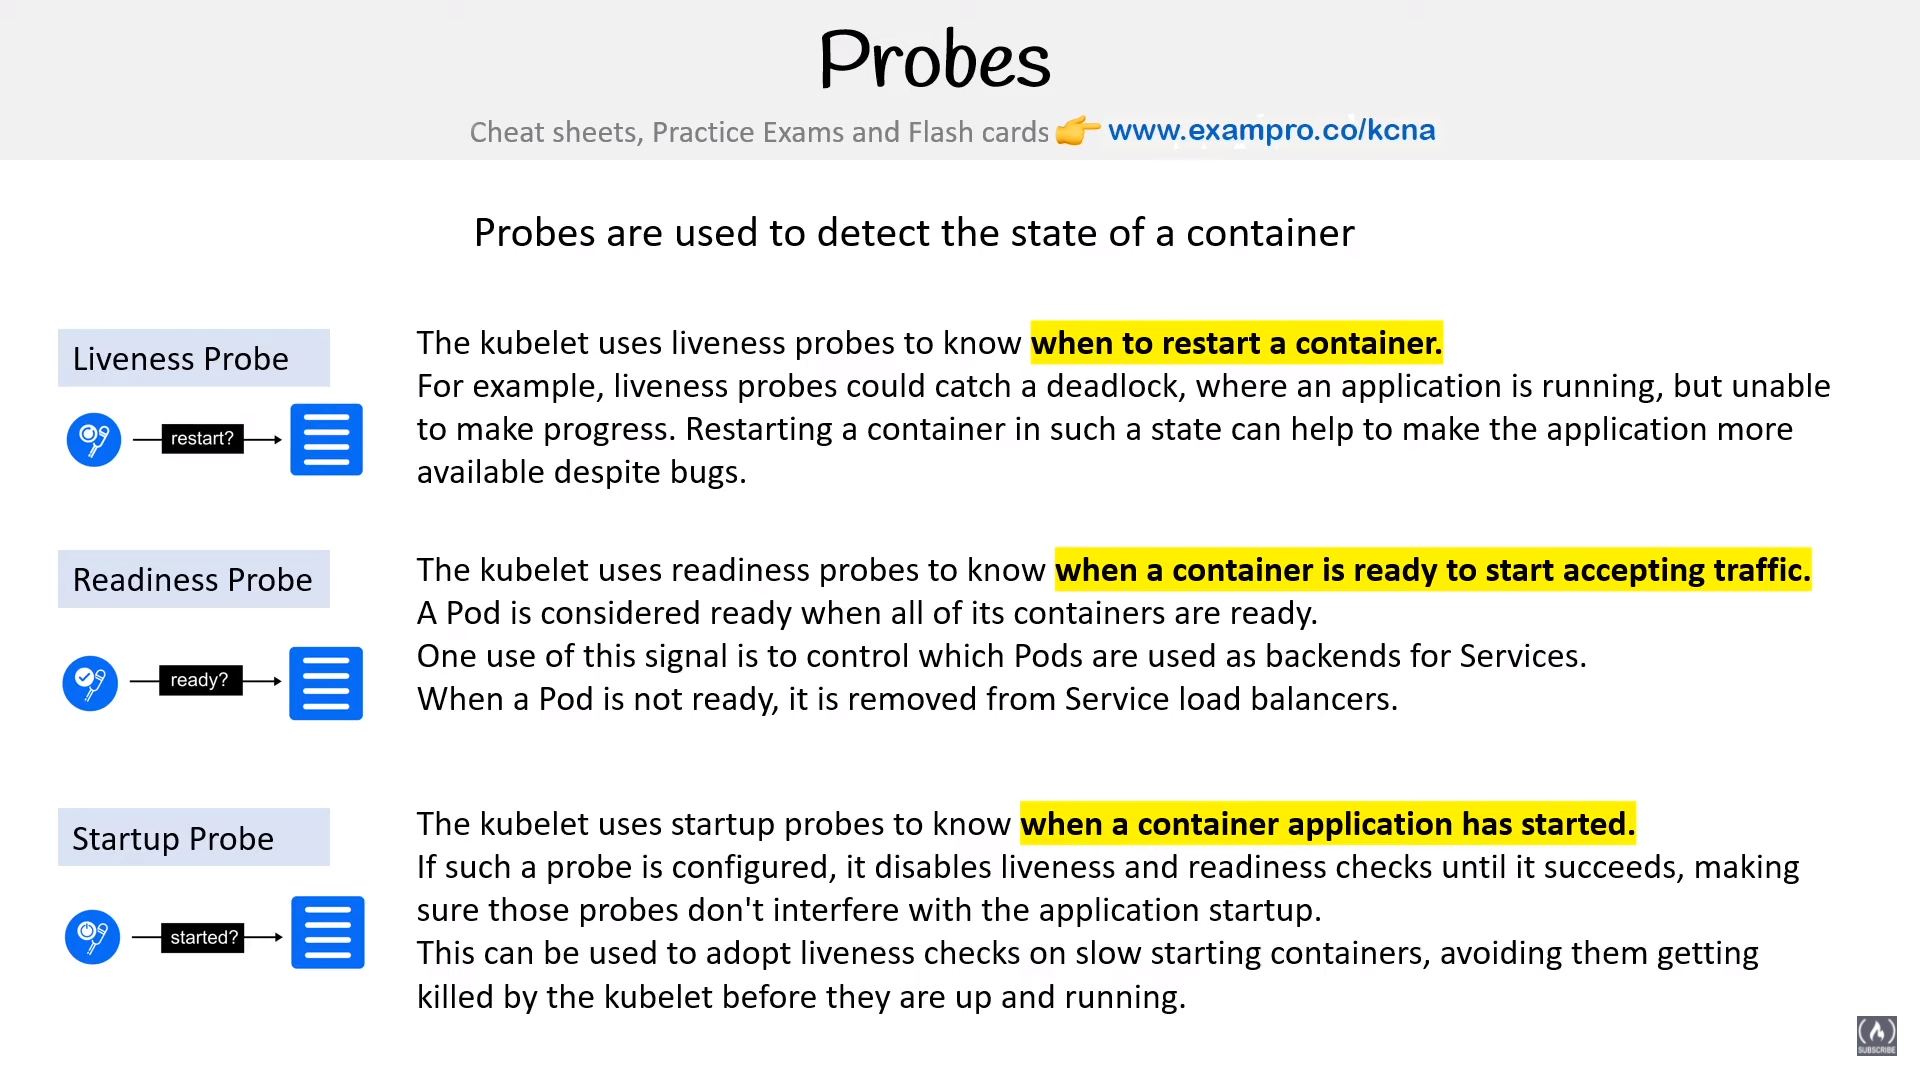 Probes
Cheat sheets, Practice Exams and Flash cards 👉 www.exampro.co/kcna
Probes are used to detect the state of a container
Liveness Probe
restart?
The kubelet uses liveness probes to know when to restart a container.
For example, liveness probes could catch a deadlock, where an application is running, but unable
to make progress. Restarting a container in such a state can help to make the application more
available despite bugs.
Readiness Probe
ready?
The kubelet uses readiness probes to know when a container is ready to start accepting traffic.
A Pod is considered ready when all of its containers are ready.
One use of this signal is to control which Pods are used as backends for Services.
When a Pod is not ready, it is removed from Service load balancers.
Startup Probe
started?
The kubelet uses startup probes to know when a container application has started.
If such a probe is configured, it disables liveness and readiness checks until it succeeds, making
sure those probes don't interfere with the application startup.
This can be used to adopt liveness checks on slow starting containers, avoiding them getting
killed by the kubelet before they are up and running.
SUBSCRIBE